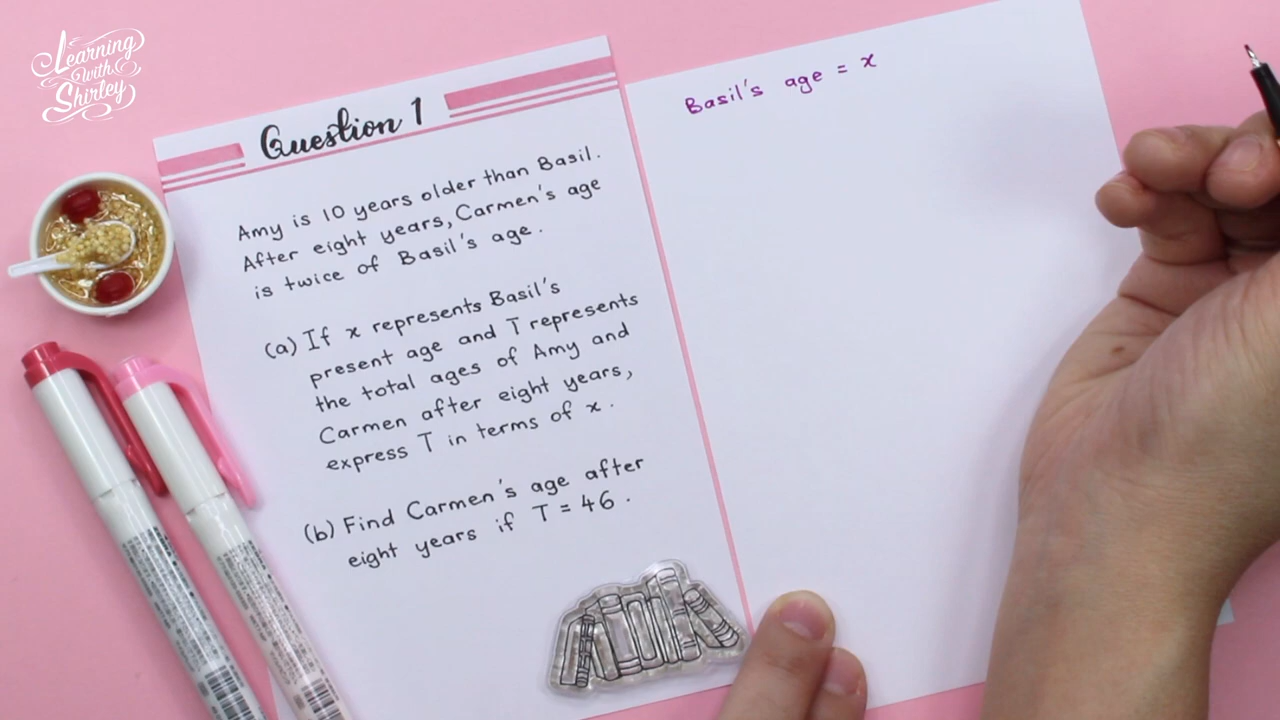 Learning
with
Shirley
Question 1
Amy is 10 years older than Basil.
After eight years, Carmen's age
is twice of Basil's age.
(a) If x represents Basil's
present age and T represents
the total ages of Amy and
Carmen after eight years,
express T in terms of x.
(b) Find Carmen's age after
eight years if T = 46.
Basil's age = x